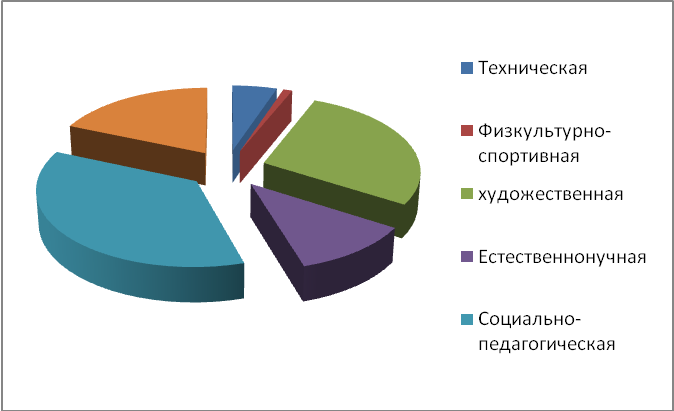 Техническая
Физкультурно-
спортивная
художественная
Естественнонучная
Социально-
педагогическая